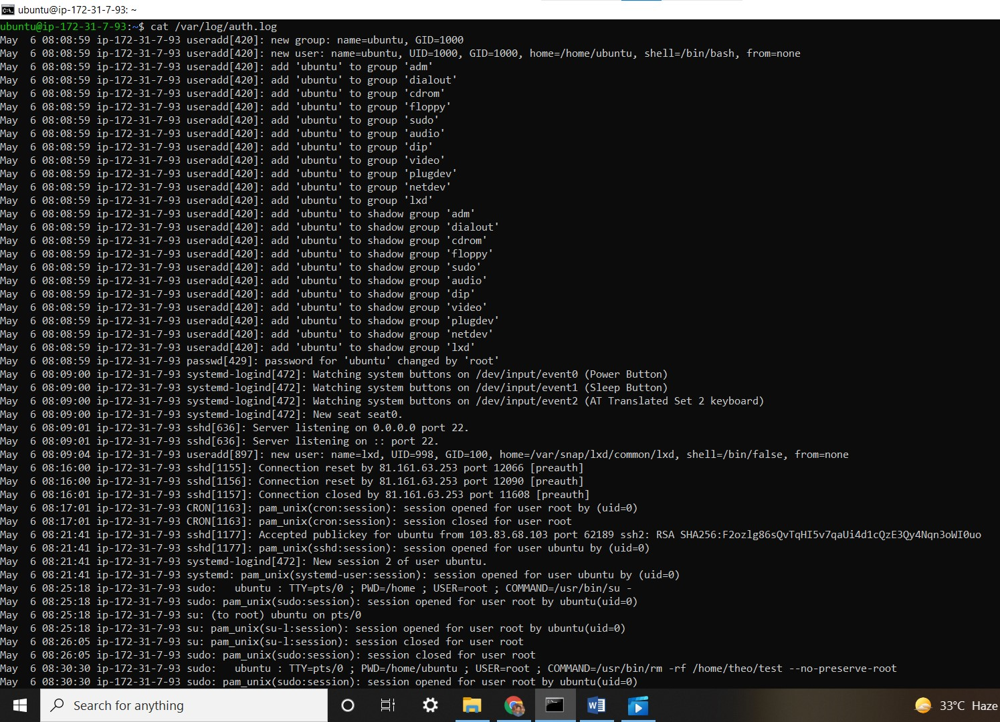 ubuntu@ip-172-31-7-93: ~
ubuntu@ip-172-31-7-93:~$ cat /var/log/auth.log
May  6 08:08:59 ip-172-31-7-93 useradd[420]: new group: name=ubuntu, GID=1000
May  6 08:08:59 ip-172-31-7-93 useradd[420]: new user: name=ubuntu, UID=1000, GID=1000, home=/home/ubuntu, shell=/bin/bash, from=none
May  6 08:08:59 ip-172-31-7-93 useradd[420]: add 'ubuntu' to group 'adm'
May  6 08:08:59 ip-172-31-7-93 useradd[420]: add 'ubuntu' to group 'dialout'
May  6 08:08:59 ip-172-31-7-93 useradd[420]: add 'ubuntu' to group 'cdrom'
May  6 08:08:59 ip-172-31-7-93 useradd[420]: add 'ubuntu' to group 'floppy'
May  6 08:08:59 ip-172-31-7-93 useradd[420]: add 'ubuntu' to group 'sudo'
May  6 08:08:59 ip-172-31-7-93 useradd[420]: add 'ubuntu' to group 'audio'
May  6 08:08:59 ip-172-31-7-93 useradd[420]: add 'ubuntu' to group 'dip'
May  6 08:08:59 ip-172-31-7-93 useradd[420]: add 'ubuntu' to group 'video'
May  6 08:08:59 ip-172-31-7-93 useradd[420]: add 'ubuntu' to group 'plugdev'
May  6 08:08:59 ip-172-31-7-93 useradd[420]: add 'ubuntu' to group 'netdev'
May  6 08:08:59 ip-172-31-7-93 useradd[420]: add 'ubuntu' to group 'lxd'
May  6 08:08:59 ip-172-31-7-93 useradd[420]: add 'ubuntu' to shadow group 'adm'
May  6 08:08:59 ip-172-31-7-93 useradd[420]: add 'ubuntu' to shadow group 'dialout'
May  6 08:08:59 ip-172-31-7-93 useradd[420]: add 'ubuntu' to shadow group 'cdrom'
May  6 08:08:59 ip-172-31-7-93 useradd[420]: add 'ubuntu' to shadow group 'floppy'
May  6 08:08:59 ip-172-31-7-93 useradd[420]: add 'ubuntu' to shadow group 'sudo'
May  6 08:08:59 ip-172-31-7-93 useradd[420]: add 'ubuntu' to shadow group 'audio'
May  6 08:08:59 ip-172-31-7-93 useradd[420]: add 'ubuntu' to shadow group 'dip'
May  6 08:08:59 ip-172-31-7-93 useradd[420]: add 'ubuntu' to shadow group 'video'
May  6 08:08:59 ip-172-31-7-93 useradd[420]: add 'ubuntu' to shadow group 'plugdev'
May  6 08:08:59 ip-172-31-7-93 useradd[420]: add 'ubuntu' to shadow group 'netdev'
May  6 08:08:59 ip-172-31-7-93 useradd[420]: add 'ubuntu' to shadow group 'lxd'
May  6 08:08:59 ip-172-31-7-93 passwd[429]: password for 'ubuntu' changed by 'root'
May  6 08:09:00 ip-172-31-7-93 systemd-logind[472]: Watching system buttons on /dev/input/event0 (Power Button)
May  6 08:09:00 ip-172-31-7-93 systemd-logind[472]: Watching system buttons on /dev/input/event1 (Sleep Button)
May  6 08:09:00 ip-172-31-7-93 systemd-logind[472]: Watching system buttons on /dev/input/event2 (AT Translated Set 2 keyboard)
May  6 08:09:00 ip-172-31-7-93 systemd-logind[472]: New seat seat0.
May  6 08:09:01 ip-172-31-7-93 sshd[636]: Server listening on 0.0.0.0 port 22.
May  6 08:09:01 ip-172-31-7-93 sshd[636]: Server listening on :: port 22.
May  6 08:09:04 ip-172-31-7-93 useradd[897]: new user: name=lxd, UID=998, GID=100, home=/var/snap/lxd/common/lxd, shell=/bin/false, from=none
May  6 08:16:00 ip-172-31-7-93 sshd[1155]: Connection reset by 81.161.63.253 port 12066 [preauth]
May  6 08:16:00 ip-172-31-7-93 sshd[1156]: Connection reset by 81.161.63.253 port 12090 [preauth]
May  6 08:16:01 ip-172-31-7-93 sshd[1157]: Connection closed by 81.161.63.253 port 11608 [preauth]
May  6 08:17:01 ip-172-31-7-93 CRON[1163]: pam_unix(cron:session): session opened for user root by (uid=0)
May  6 08:17:01 ip-172-31-7-93 CRON[1163]: pam_unix(cron:session): session closed for user root
May  6 08:21:41 ip-172-31-7-93 sshd[1177]: Accepted publickey for ubuntu from 103.83.68.103 port 62189 ssh2: RSA SHA256:F2ozlg86sQvTqHI5v7qaUi4d1cQzE3Qy4Nqn3oWI0uo
May  6 08:21:41 ip-172-31-7-93 sshd[1177]: pam_unix(sshd:session): session opened for user ubuntu by (uid=0)
May  6 08:21:41 ip-172-31-7-93 systemd-logind[472]: New session 2 of user ubuntu.
May  6 08:21:41 ip-172-31-7-93 systemd: pam_unix(systemd-user:session): session opened for user ubuntu by (uid=0)
May  6 08:25:18 ip-172-31-7-93 sudo:   ubuntu : TTY=pts/0 ; PWD=/home ; USER=root ; COMMAND=/usr/bin/su -
May  6 08:25:18 ip-172-31-7-93 sudo: pam_unix(sudo:session): session opened for user root by ubuntu(uid=0)
May  6 08:25:18 ip-172-31-7-93 su: (to root) ubuntu on pts/0
May  6 08:25:18 ip-172-31-7-93 su: pam_unix(su-l:session): session opened for user root by ubuntu(uid=0)
May  6 08:26:05 ip-172-31-7-93 su: pam_unix(su-l:session): session closed for user root
May  6 08:26:05 ip-172-31-7-93 sudo: pam_unix(sudo:session): session closed for user root
May  6 08:30:30 ip-172-31-7-93 sudo:   ubuntu : TTY=pts/0 ; PWD=/home/ubuntu ; USER=root ; COMMAND=/usr/bin/rm -rf /home/theo/test --no-preserve-root
May  6 08:30:30 ip-172-31-7-93 sudo: pam_unix(sudo:session): session opened for user root by ubuntu(uid=0)
Search for anything
33°C Haze